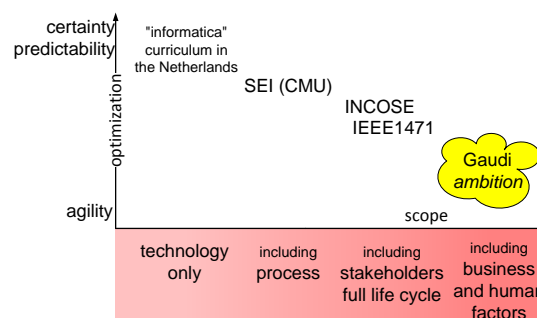 certainty
predictability
"informatica"
curriculum in
the Netherlands
SEI (CMU)
INCOSE
IEEE1471
optimization
Gaudi
ambition
agility
scope
technology
only
including
process
including
stakeholders
full life cycle
including
business
and human
factors